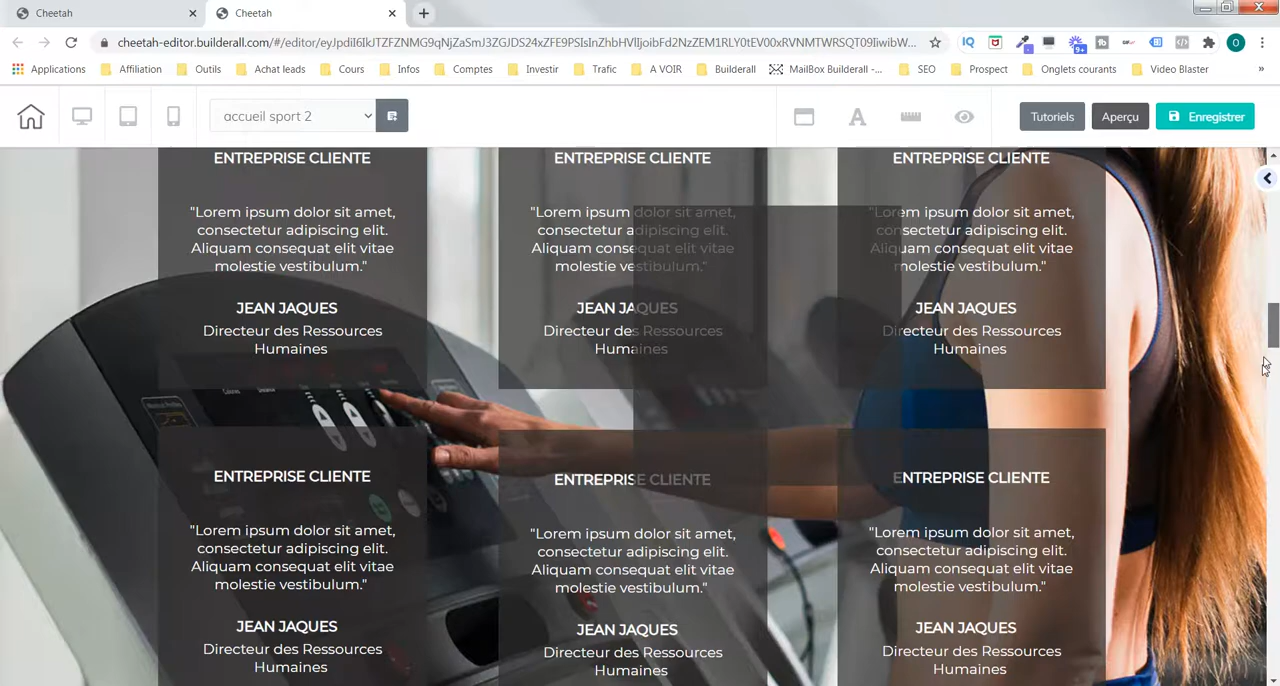 Cheetah
Cheetah
cheetah-editor.builderall.com/#/editor/eyJpdiI6IkJTZFZNMG9qNjZaSmJ3ZGJDS24xZFE9PSIsInZhbHVlIjoibFd2NzZEM1RLY0tEV00xRVNMTWRSQT09IiwibW...
Applications Affiliation Outils Achat leads Cours Infos Comptes Investir Trafic A VOIR Builderall MailBox Builderall -... SEO Prospect Onglets courants Video Blaster »
accueil sport 2 Tutoriels Aperçu Enregistrer
ENTREPRISE CLIENTE
"Lorem ipsum dolor sit amet,
consectetur adipiscing elit.
Aliquam consequat elit vitae
molestie vestibulum."
JEAN JAQUES
Directeur des Ressources
Humaines
ENTREPRISE CLIENTE
"Lorem ipsum dolor sit amet,
consectetur adipiscing elit.
Aliquam consequat elit vitae
molestie vestibulum."
JEAN JAQUES
Directeur des Ressources
Humaines
ENTREPRISE CLIENTE
"Lorem ipsum dolor sit amet,
consectetur adipiscing elit.
Aliquam consequat elit vitae
molestie vestibulum."
JEAN JAQUES
Directeur des Ressources
Humaines
ENTREPRISE CLIENTE
"Lorem ipsum dolor sit amet,
consectetur adipiscing elit.
Aliquam consequat elit vitae
molestie vestibulum."
JEAN JAQUES
Directeur des Ressources
Humaines
ENTREPRISE CLIENTE
"Lorem ipsum dolor sit amet,
consectetur adipiscing elit.
Aliquam consequat elit vitae
molestie vestibulum."
JEAN JAQUES
Directeur des Ressources
Humaines
ENTREPRISE CLIENTE
"Lorem ipsum dolor sit amet,
consectetur adipiscing elit.
Aliquam consequat elit vitae
molestie vestibulum."
JEAN JAQUES
Directeur des Ressources
Humaines